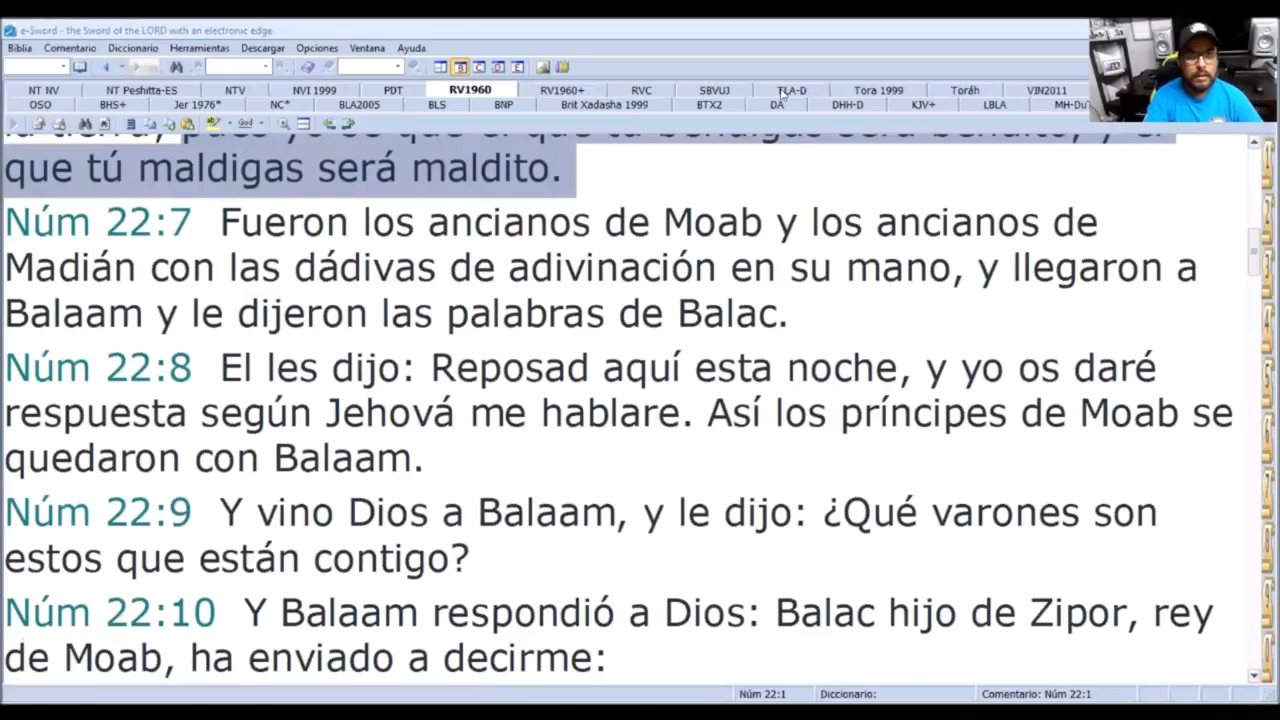 e-Sword - the Sword of the LORD with an electronic edge
Biblia Comentario Diccionario Herramientas Descargar Opciones Ventana Ayuda
NT NV NT Peshitta-ES NTV NVI 1999 PDT RV1960 RV1960+ RVC SBVUJ TLA-D Tora 1999 Toráh VIN2011
OSO BHS+ Jer 1976* NC* BLA2005 BLS BNP Brit Xadasha 1999 BTX2 DA DHH-D KJV+ LBLA MH-Du
que tú maldigas será maldito.
Núm 22:7 Fueron los ancianos de Moab y los ancianos de
Madián con las dádivas de adivinación en su mano, y llegaron a
Balaam y le dijeron las palabras de Balac.
Núm 22:8 El les dijo: Reposad aquí esta noche, y yo os daré
respuesta según Jehová me hablare. Así los príncipes de Moab se
quedaron con Balaam.
Núm 22:9 Y vino Dios a Balaam, y le dijo: ¿Qué varones son
estos que están contigo?
Núm 22:10 Y Balaam respondió a Dios: Balac hijo de Zipor, rey
de Moab, ha enviado a decirme:
Núm 22:1 Diccionario: Comentario: Núm 22:1